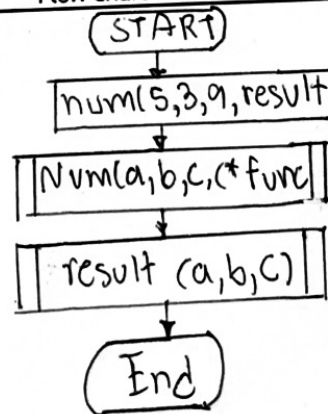 START
num(5,3,9,result
Num(a,b,c,(*func
result (a,b,c)
End